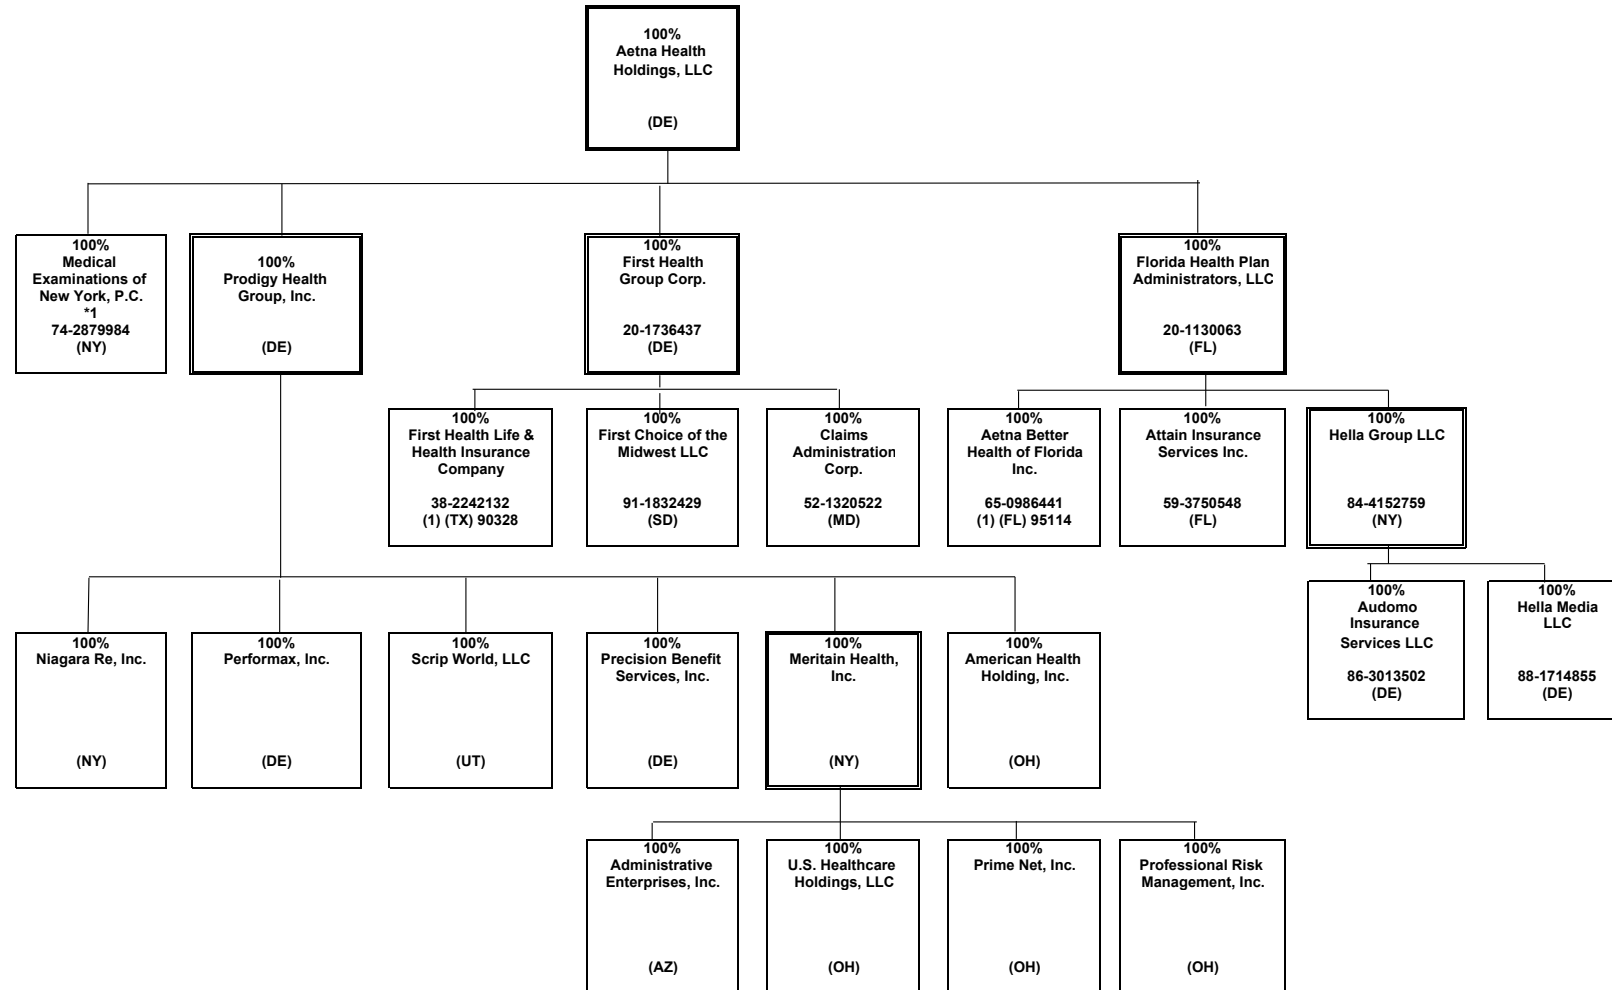 100%
Aetna Health
Holdings, LLC
(DE)
100%
Medical
Examinations of
New York, P.C.
*1
74-2879984
(NY)
100%
Prodigy Health
Group, Inc.
(DE)
100%
First Health
Group Corp.
20-1736437
(DE)
100%
Florida Health Plan
Administrators, LLC
20-1130063
(FL)
100%
First Health Life &
Health Insurance
Company
38-2242132
(1) (TX) 90328
100%
First Choice of the
Midwest LLC
91-1832429
(SD)
100%
Claims
Administration
Corp.
52-1320522
(MD)
100%
Aetna Better
Health of Florida
Inc.
65-0986441
(1) (FL) 95114
100%
Attain Insurance
Services Inc.
59-3750548
(FL)
100%
Hella Group LLC
84-4152759
(NY)
100%
Audomo
Insurance
Services LLC
86-3013502
(DE)
100%
Hella Media
LLC
88-1714855
(DE)
100%
Niagara Re, Inc.
(NY)
100%
Performax, Inc.
(DE)
100%
Scrip World, LLC
(UT)
100%
Precision Benefit
Services, Inc.
(DE)
100%
Meritain Health,
Inc.
(NY)
100%
American Health
Holding, Inc.
(OH)
100%
Administrative
Enterprises, Inc.
(AZ)
100%
U.S. Healthcare
Holdings, LLC
(OH)
100%
Prime Net, Inc.
(OH)
100%
Professional Risk
Management, Inc.
(OH)